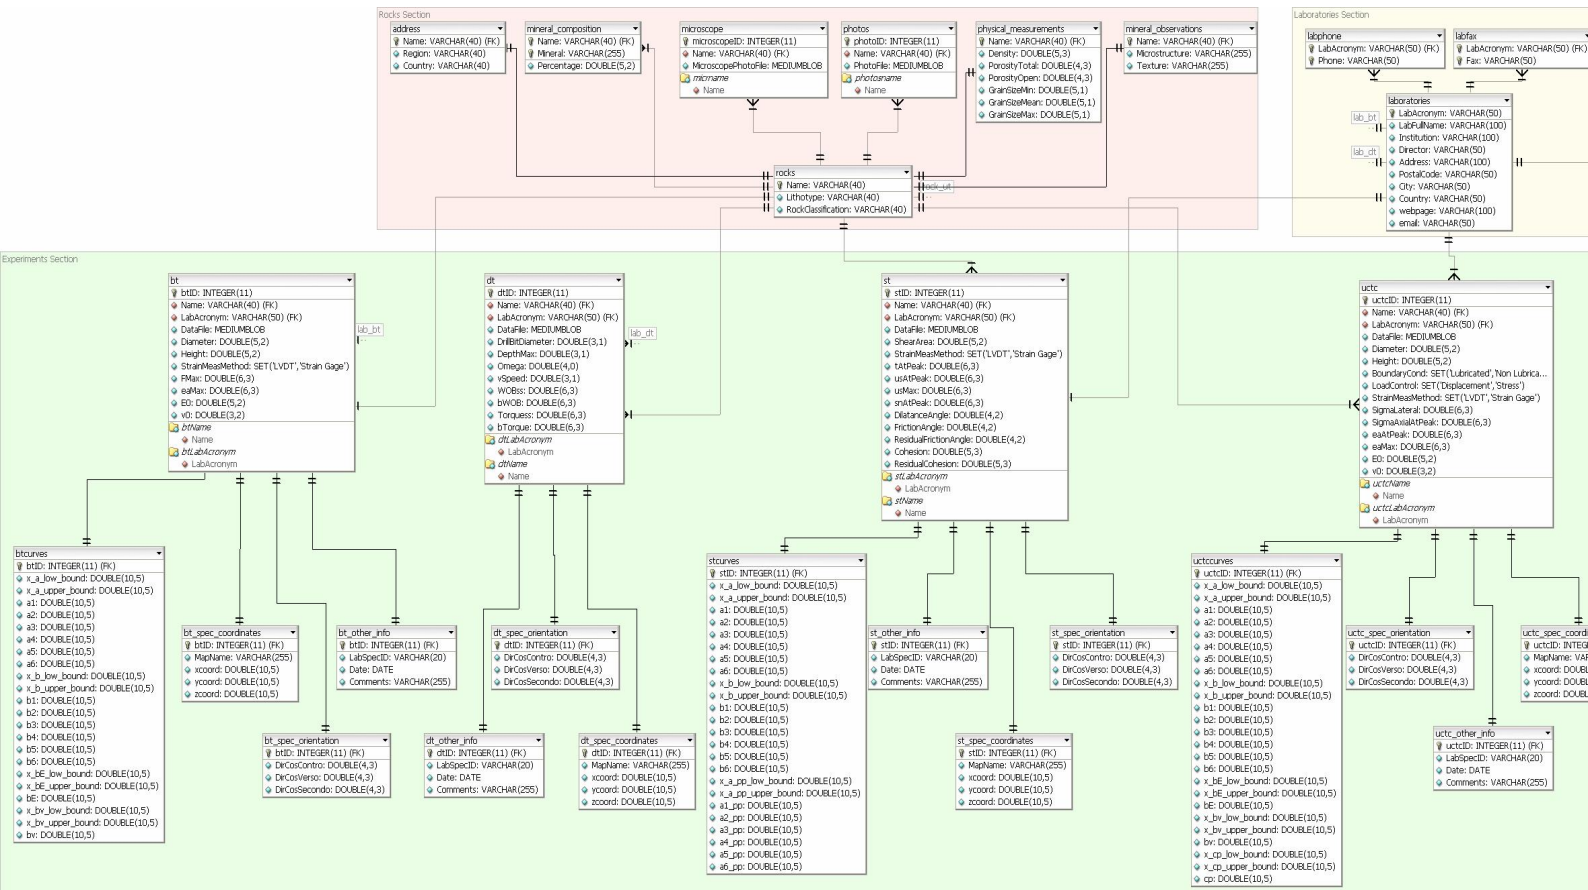 Rocks Section
address
Name: VARCHAR(40) (FK)
Region: VARCHAR(40)
Country: VARCHAR(40)
mineral_composition
Name: VARCHAR(40) (FK)
Mineral: VARCHAR(255)
Percentage: DOUBLE(5,2)
microscope
microscopeID: INTEGER(11)
Name: VARCHAR(40) (FK)
MicroscopePhotoFile: MEDIUMBLOB
micrname
Name
photos
photoID: INTEGER(11)
Name: VARCHAR(40) (FK)
PhotoFile: MEDIUMBLOB
photosname
Name
physical_measurements
Name: VARCHAR(40) (FK)
Density: DOUBLE(5,3)
PorosityTotal: DOUBLE(4,3)
PorosityOpen: DOUBLE(4,3)
GrainSizeMin: DOUBLE(5,1)
GrainSizeMean: DOUBLE(5,1)
GrainSizeMax: DOUBLE(5,1)
mineral_observations
Name: VARCHAR(40) (FK)
Microstructure: VARCHAR(255)
Texture: VARCHAR(255)
rocks
Name: VARCHAR(40)
Lithotype: VARCHAR(40)
RockClassification: VARCHAR(40)
Laboratories Section
labphone
LabAcronym: VARCHAR(50) (FK)
Phone: VARCHAR(50)
labfax
LabAcronym: VARCHAR(50) (FK)
Fax: VARCHAR(50)
laboratories
LabAcronym: VARCHAR(50)
LabFullName: VARCHAR(100)
Institution: VARCHAR(100)
Director: VARCHAR(50)
Address: VARCHAR(100)
PostalCode: VARCHAR(50)
City: VARCHAR(50)
Country: VARCHAR(50)
webpage: VARCHAR(100)
email: VARCHAR(50)
lab_bt
lab_dt
Experiments Section
bt
btID: INTEGER(11)
Name: VARCHAR(40) (FK)
LabAcronym: VARCHAR(50) (FK)
DataFile: MEDIUMBLOB
Diameter: DOUBLE(5,2)
Height: DOUBLE(5,2)
StrainMeasMethod: SET('LVDT','Strain Gage')
FMax: DOUBLE(6,3)
eaMax: DOUBLE(6,3)
E0: DOUBLE(5,2)
v0: DOUBLE(3,2)
btName
Name
btLabAcronym
LabAcronym
lab_bt
dt
dtID: INTEGER(11)
Name: VARCHAR(40) (FK)
LabAcronym: VARCHAR(50) (FK)
DataFile: MEDIUMBLOB
DrillBitDiameter: DOUBLE(3,1)
DepthMax: DOUBLE(3,1)
Omega: DOUBLE(4,0)
vSpeed: DOUBLE(3,1)
WOBss: DOUBLE(6,3)
bWOB: DOUBLE(6,3)
Torquess: DOUBLE(6,3)
bTorque: DOUBLE(6,3)
dtLabAcronym
LabAcronym
dtName
Name
lab_dt
st
stID: INTEGER(11)
Name: VARCHAR(40) (FK)
LabAcronym: VARCHAR(50) (FK)
DataFile: MEDIUMBLOB
ShearArea: DOUBLE(5,2)
StrainMeasMethod: SET('LVDT','Strain Gage')
tAtPeak: DOUBLE(6,3)
usAtPeak: DOUBLE(6,3)
usMax: DOUBLE(6,3)
snAtPeak: DOUBLE(6,3)
DilatanceAngle: DOUBLE(4,2)
FrictionAngle: DOUBLE(4,2)
ResidualFrictionAngle: DOUBLE(4,2)
Cohesion: DOUBLE(5,3)
ResidualCohesion: DOUBLE(5,3)
stLabAcronym
LabAcronym
stName
Name
uctc
uctcID: INTEGER(11)
Name: VARCHAR(40) (FK)
LabAcronym: VARCHAR(50) (FK)
DataFile: MEDIUMBLOB
Diameter: DOUBLE(5,2)
Height: DOUBLE(5,2)
BoundaryCond: SET('Lubricated','Non Lubrica...
LoadControl: SET('Displacement','Stress')
StrainMeasMethod: SET('LVDT','Strain Gage')
SigmaLateral: DOUBLE(6,3)
SigmaAxialAtPeak: DOUBLE(6,3)
eaAtPeak: DOUBLE(6,3)
eaMax: DOUBLE(6,3)
E0: DOUBLE(5,2)
v0: DOUBLE(3,2)
uctcName
Name
uctcLabAcronym
LabAcronym
btcurves
btID: INTEGER(11) (FK)
x_a_low_bound: DOUBLE(10,5)
x_a_upper_bound: DOUBLE(10,5)
a1: DOUBLE(10,5)
a2: DOUBLE(10,5)
a3: DOUBLE(10,5)
a4: DOUBLE(10,5)
a5: DOUBLE(10,5)
a6: DOUBLE(10,5)
x_b_low_bound: DOUBLE(10,5)
x_b_upper_bound: DOUBLE(10,5)
b1: DOUBLE(10,5)
b2: DOUBLE(10,5)
b3: DOUBLE(10,5)
b4: DOUBLE(10,5)
b5: DOUBLE(10,5)
b6: DOUBLE(10,5)
x_bE_low_bound: DOUBLE(10,5)
x_bE_upper_bound: DOUBLE(10,5)
bE: DOUBLE(10,5)
x_bv_low_bound: DOUBLE(10,5)
x_bv_upper_bound: DOUBLE(10,5)
bv: DOUBLE(10,5)
bt_spec_coordinates
btID: INTEGER(11) (FK)
MapName: VARCHAR(255)
xcoord: DOUBLE(10,5)
ycoord: DOUBLE(10,5)
zcoord: DOUBLE(10,5)
bt_other_info
btID: INTEGER(11) (FK)
LabSpecID: VARCHAR(20)
Date: DATE
Comments: VARCHAR(255)
bt_spec_orientation
btID: INTEGER(11) (FK)
DirCosContro: DOUBLE(4,3)
DirCosVerso: DOUBLE(4,3)
DirCosSecondo: DOUBLE(4,3)
dt_spec_orientation
dtID: INTEGER(11) (FK)
DirCosContro: DOUBLE(4,3)
DirCosVerso: DOUBLE(4,3)
DirCosSecondo: DOUBLE(4,3)
dt_other_info
dtID: INTEGER(11) (FK)
LabSpecID: VARCHAR(20)
Date: DATE
Comments: VARCHAR(255)
dt_spec_coordinates
dtID: INTEGER(11) (FK)
MapName: VARCHAR(255)
xcoord: DOUBLE(10,5)
ycoord: DOUBLE(10,5)
zcoord: DOUBLE(10,5)
stcurves
stID: INTEGER(11) (FK)
x_a_low_bound: DOUBLE(10,5)
x_a_upper_bound: DOUBLE(10,5)
a1: DOUBLE(10,5)
a2: DOUBLE(10,5)
a3: DOUBLE(10,5)
a4: DOUBLE(10,5)
a5: DOUBLE(10,5)
a6: DOUBLE(10,5)
x_b_low_bound: DOUBLE(10,5)
x_b_upper_bound: DOUBLE(10,5)
b1: DOUBLE(10,5)
b2: DOUBLE(10,5)
b3: DOUBLE(10,5)
b4: DOUBLE(10,5)
b5: DOUBLE(10,5)
b6: DOUBLE(10,5)
x_a_pp_low_bound: DOUBLE(10,5)
x_a_pp_upper_bound: DOUBLE(10,5)
a1_pp: DOUBLE(10,5)
a2_pp: DOUBLE(10,5)
a3_pp: DOUBLE(10,5)
a4_pp: DOUBLE(10,5)
a5_pp: DOUBLE(10,5)
a6_pp: DOUBLE(10,5)
st_other_info
stID: INTEGER(11) (FK)
LabSpecID: VARCHAR(20)
Date: DATE
Comments: VARCHAR(255)
st_spec_orientation
stID: INTEGER(11) (FK)
DirCosContro: DOUBLE(4,3)
DirCosVerso: DOUBLE(4,3)
DirCosSecondo: DOUBLE(4,3)
st_spec_coordinates
stID: INTEGER(11) (FK)
MapName: VARCHAR(255)
xcoord: DOUBLE(10,5)
ycoord: DOUBLE(10,5)
zcoord: DOUBLE(10,5)
uctccurves
uctcID: INTEGER(11) (FK)
x_a_low_bound: DOUBLE(10,5)
x_a_upper_bound: DOUBLE(10,5)
a1: DOUBLE(10,5)
a2: DOUBLE(10,5)
a3: DOUBLE(10,5)
a4: DOUBLE(10,5)
a5: DOUBLE(10,5)
a6: DOUBLE(10,5)
x_b_low_bound: DOUBLE(10,5)
x_b_upper_bound: DOUBLE(10,5)
b1: DOUBLE(10,5)
b2: DOUBLE(10,5)
b3: DOUBLE(10,5)
b4: DOUBLE(10,5)
b5: DOUBLE(10,5)
b6: DOUBLE(10,5)
x_bE_low_bound: DOUBLE(10,5)
x_bE_upper_bound: DOUBLE(10,5)
bE: DOUBLE(10,5)
x_bv_low_bound: DOUBLE(10,5)
x_bv_upper_bound: DOUBLE(10,5)
bv: DOUBLE(10,5)
x_cp_low_bound: DOUBLE(10,5)
x_cp_upper_bound: DOUBLE(10,5)
cp: DOUBLE(10,5)
uctc_spec_orientation
uctcID: INTEGER(11) (FK)
DirCosContro: DOUBLE(4,3)
DirCosVerso: DOUBLE(4,3)
DirCosSecondo: DOUBLE(4,3)
uctc_spec_coordi
uctcID: INTEG
MapName: VAR
xcoord: DOUBL
ycoord: DOUBL
zcoord: DOUBL
uctc_other_info
uctcID: INTEGER(11) (FK)
LabSpecID: VARCHAR(20)
Date: DATE
Comments: VARCHAR(255)